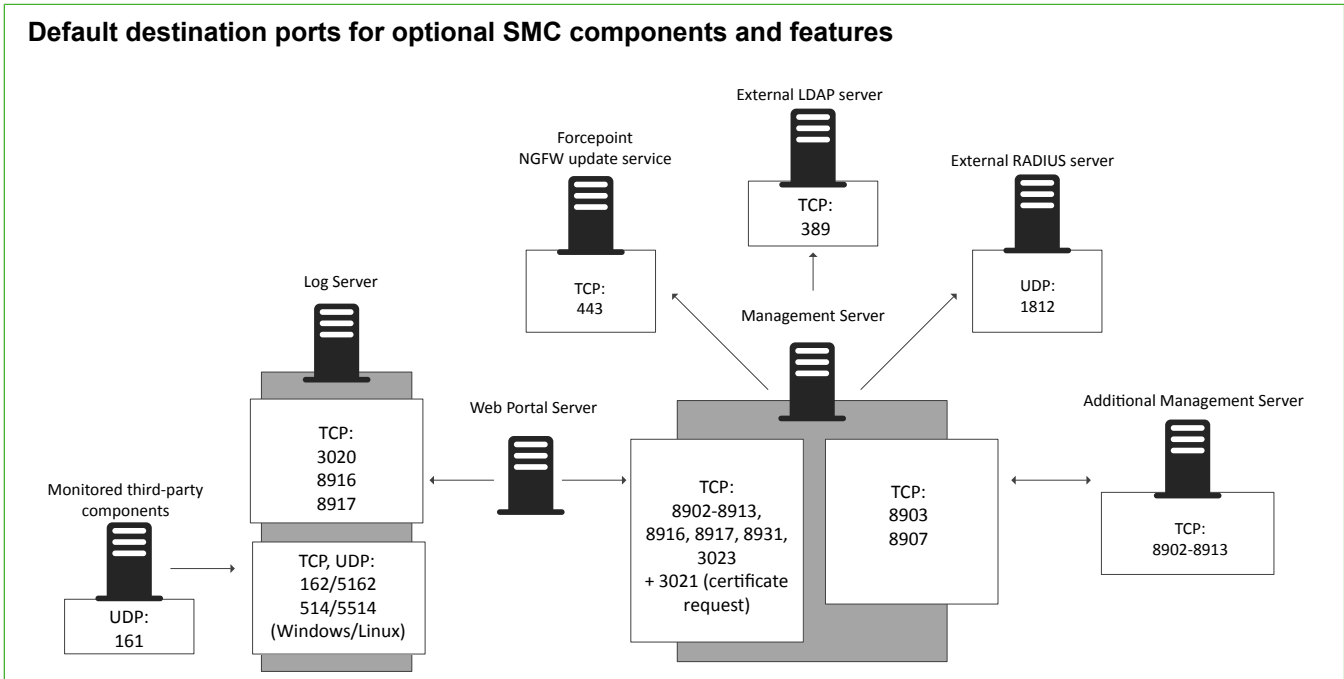 Default destination ports for optional SMC components and features
External LDAP server
TCP:
389
Forcepoint
NGFW update service
TCP:
443
External RADIUS server
UDP:
1812
Log Server
TCP:
3020
8916
8917
TCP, UDP:
162/5162
514/5514
(Windows/Linux)
Monitored third-party
components
UDP:
161
Web Portal Server
Management Server
TCP:
8902-8913,
8916, 8917, 8931,
3023
+ 3021 (certificate
request)
TCP:
8903
8907
Additional Management Server
TCP:
8902-8913